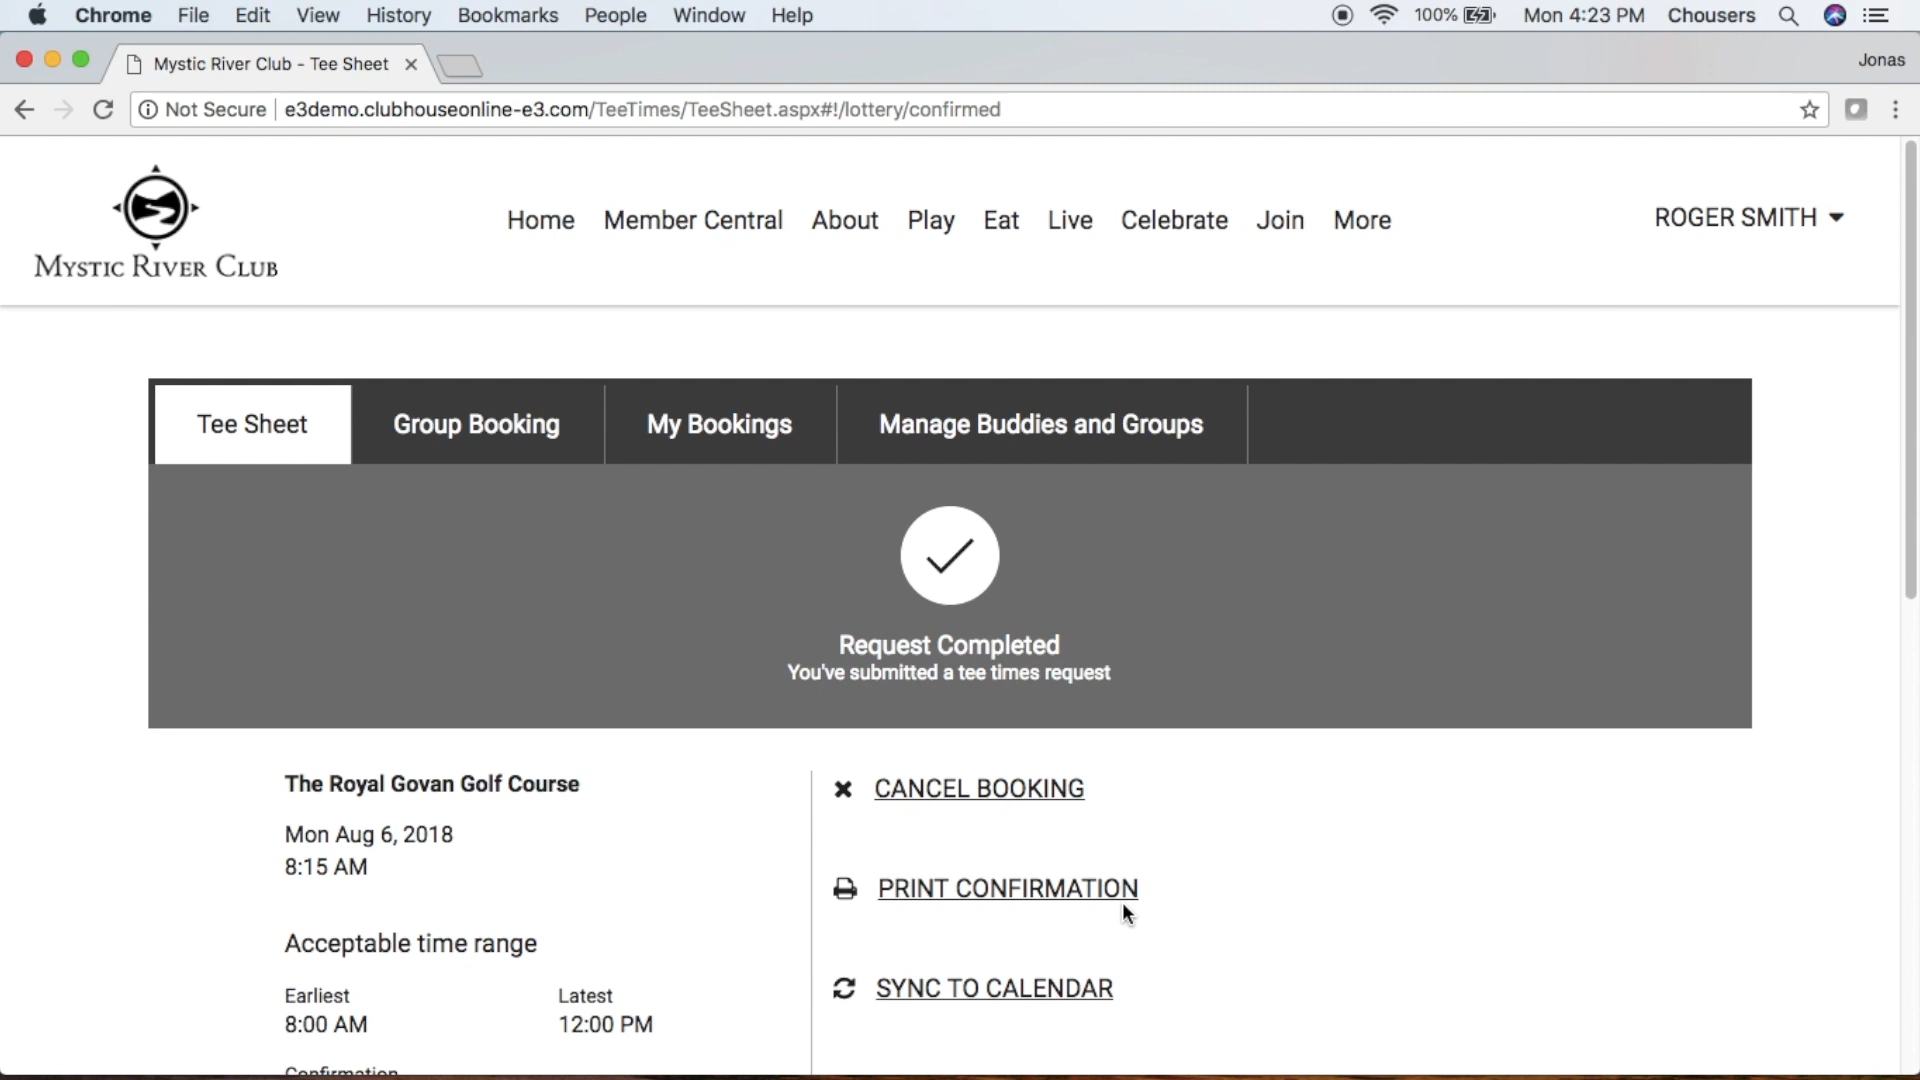 Chrome File Edit View History Bookmarks People Window Help 100% Mon 4:23 PM Chousers
Mystic River Club - Tee Sheet Jonas
Not Secure e3demo.clubhouseonline-e3.com/TeeTimes/TeeSheet.aspx#!/lottery/confirmed
MYSTIC RIVER CLUB
Home Member Central About Play Eat Live Celebrate Join More
ROGER SMITH
Tee Sheet Group Booking My Bookings Manage Buddies and Groups
Request Completed
You've submitted a tee times request
The Royal Govan Golf Course
Mon Aug 6, 2018
8:15 AM
Acceptable time range
Earliest Latest
8:00 AM 12:00 PM
Confirmation
CANCEL BOOKING
PRINT CONFIRMATION
SYNC TO CALENDAR